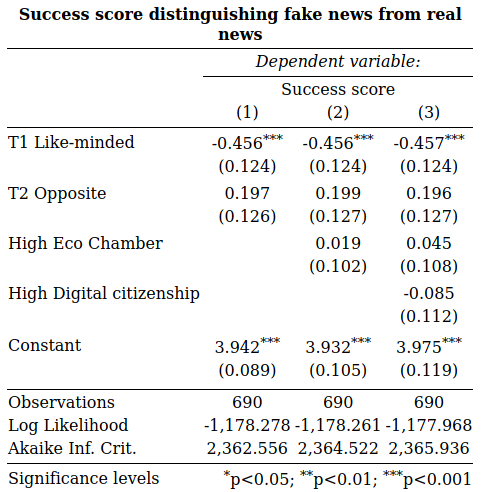 Success score distinguishing fake news from real
news
Dependent variable:
Success score
(1) (2) (3)
T1 Like-minded -0.456*** -0.456*** -0.457***
(0.124) (0.124) (0.124)
T2 Opposite 0.197 0.199 0.196
(0.126) (0.127) (0.127)
High Eco Chamber 0.019 0.045
(0.102) (0.108)
High Digital citizenship -0.085
(0.112)
Constant 3.942*** 3.932*** 3.975***
(0.089) (0.105) (0.119)
Observations 690 690 690
Log Likelihood -1,178.278 -1,178.261 -1,177.968
Akaike Inf. Crit. 2,362.556 2,364.522 2,365.936
Significance levels *p<0.05; **p<0.01; ***p<0.001